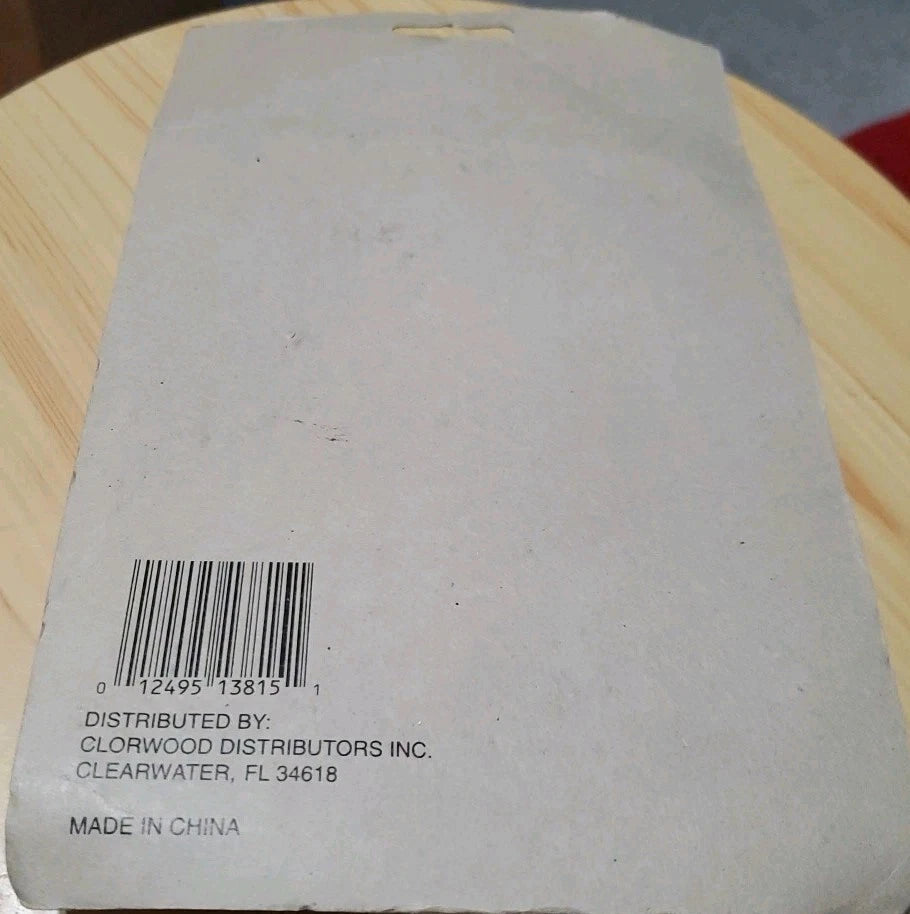 0 12495 13815 1
DISTRIBUTED BY:
CLORWOOD DISTRIBUTORS INC.
CLEARWATER, FL 34618
MADE IN CHINA